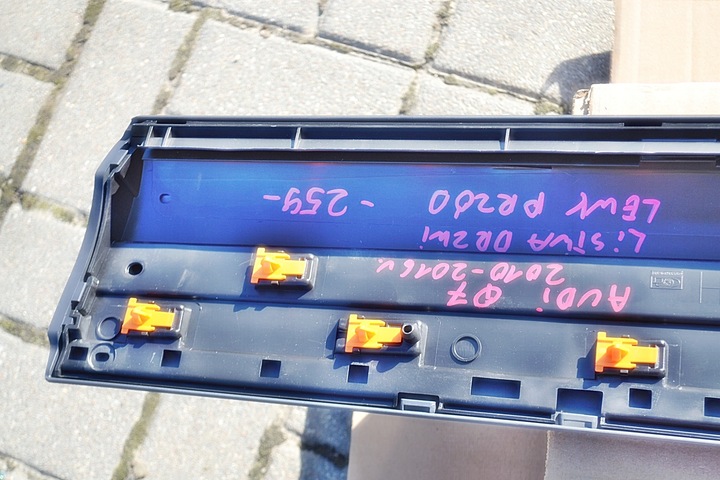 AUDi Q7
2010-2016r.
LiSTWA DRZWi
LEWY PRZÓD -259-